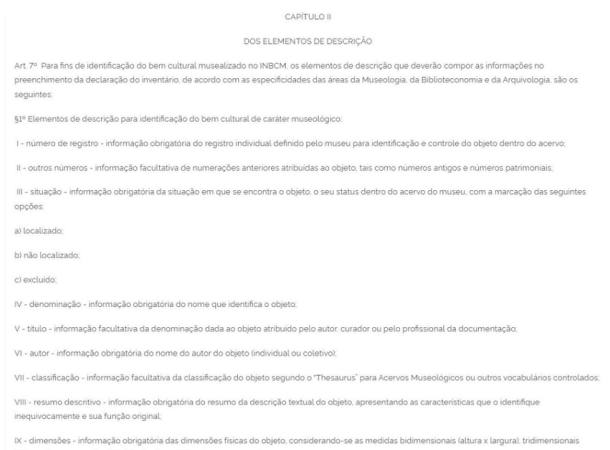 CAPÍTULO II
DOS ELEMENTOS DE DESCRIÇÃO
Art. 7º Para fins de identificação do bem cultural musealizado no INBCM, os elementos de descrição que deverão compor as informações no
preenchimento da declaração do inventário, de acordo com as especificidades das áreas da Museologia, da Biblioteconomia e da Arquivologia, são os
seguintes:
§1º Elementos de descrição para identificação do bem cultural de caráter museológico:
I - número de registro - informação obrigatória do registro individual definido pelo museu para identificação e controle do objeto dentro do acervo;
II - outros números - informação facultativa de numerações anteriores atribuídas ao objeto, tais como números antigos e números patrimoniais;
III - situação - informação obrigatória da situação em que se encontra o objeto, o seu status dentro do acervo do museu, com a marcação das seguintes
opções:
a) localizado;
b) não localizado;
c) excluído;
IV - denominação - informação obrigatória do nome que identifica o objeto;
V - título - informação facultativa da denominação dada ao objeto atribuído pelo autor, curador ou pelo profissional da documentação;
VI - autor - informação obrigatória do nome do autor do objeto (individual ou coletivo);
VII - classificação - informação facultativa da classificação do objeto segundo o "Thesaurus" para Acervos Museológicos ou outros vocabulários controlados;
VIII - resumo descritivo - informação obrigatória do resumo da descrição textual do objeto, apresentando as características que o identifique
inequivocamente e sua função original;
IX - dimensões - informação obrigatória das dimensões físicas do objeto, considerando-se as medidas bidimensionais (altura x largura), tridimensionais